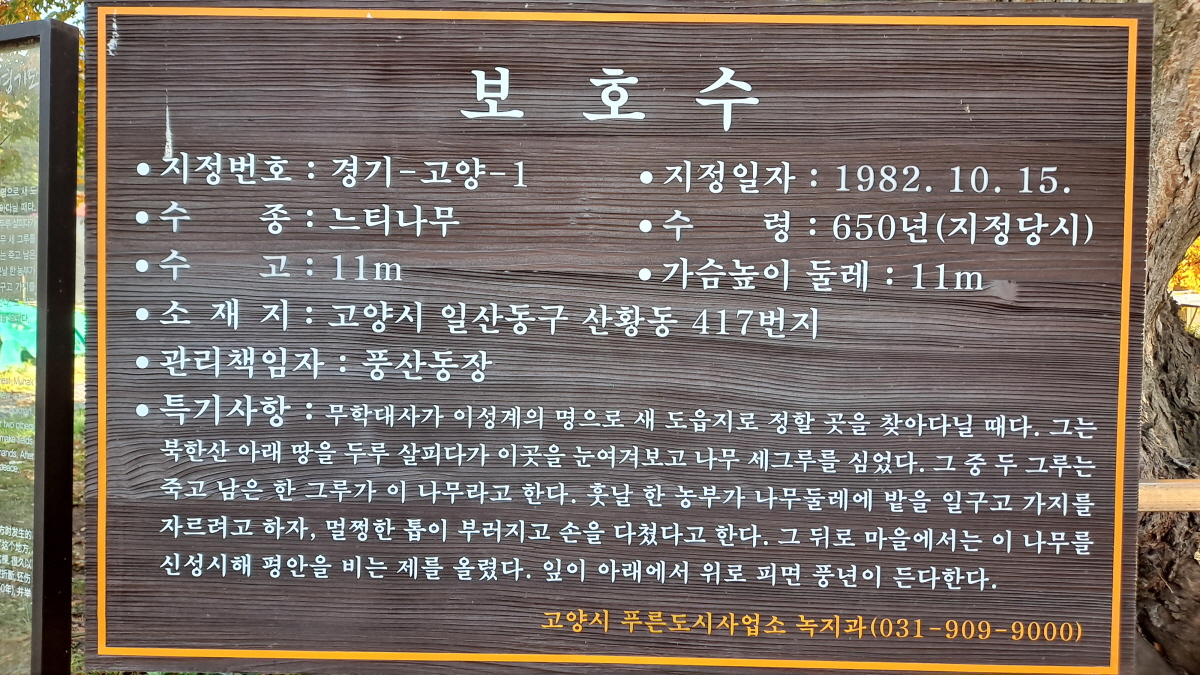 보 호 수
• 지정번호 : 경기-고양-1
• 지정일자 : 1982. 10. 15.
• 수 종 : 느티나무
• 수 령 : 650년(지정당시)
• 수 고 : 11m
• 가슴높이 둘레 : 11m
• 소 재 지 : 고양시 일산동구 산황동 417번지
• 관리책임자 : 풍산동장
• 특기사항 : 무학대사가 이성계의 명으로 새 도읍지로 정할 곳을 찾아다닐 때다. 그는
북한산 아래 땅을 두루 살피다가 이곳을 눈여겨보고 나무 세그루를 심었다. 그 중 두 그루는
죽고 남은 한 그루가 이 나무라고 한다. 훗날 한 농부가 나무둘레에 밭을 일구고 가지를
자르려고 하자, 멀쩡한 톱이 부러지고 손을 다쳤다고 한다. 그 뒤로 마을에서는 이 나무를
신성시해 평안을 비는 제를 올렸다. 잎이 아래에서 위로 피면 풍년이 든다한다.
고양시 푸른도시사업소 녹지과(031-909-9000)